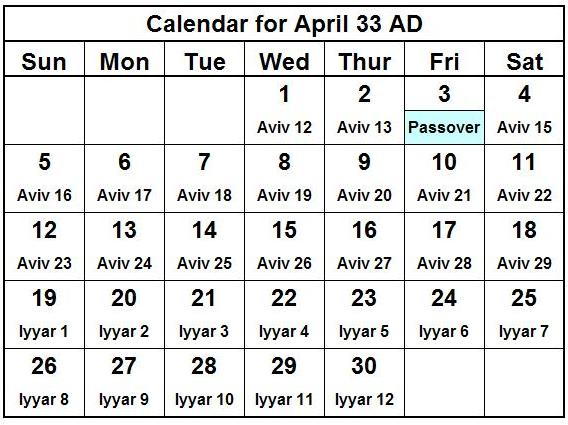 Calendar for April 33 AD
Sun Mon Tue Wed Thur Fri Sat
1 2 3 4
Aviv 12 Aviv 13 Passover Aviv 15
5 6 7 8 9 10 11
Aviv 16 Aviv 17 Aviv 18 Aviv 19 Aviv 20 Aviv 21 Aviv 22
12 13 14 15 16 17 18
Aviv 23 Aviv 24 Aviv 25 Aviv 26 Aviv 27 Aviv 28 Aviv 29
19 20 21 22 23 24 25
Iyyar 1 Iyyar 2 Iyyar 3 Iyyar 4 Iyyar 5 Iyyar 6 Iyyar 7
26 27 28 29 30
Iyyar 8 Iyyar 9 Iyyar 10 Iyyar 11 Iyyar 12